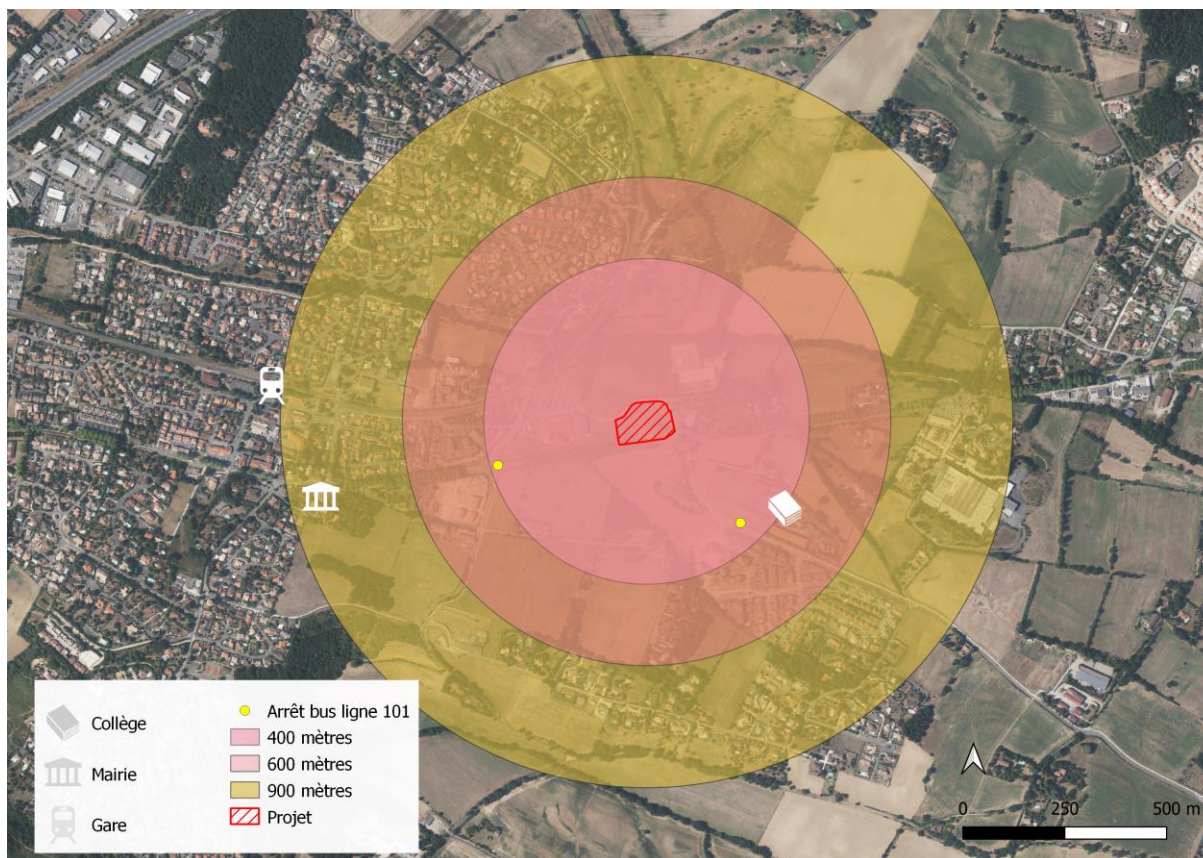 Collège
Mairie
Gare
Arrêt bus ligne 101
400 mètres
600 mètres
900 mètres
Projet
0 250 500 m